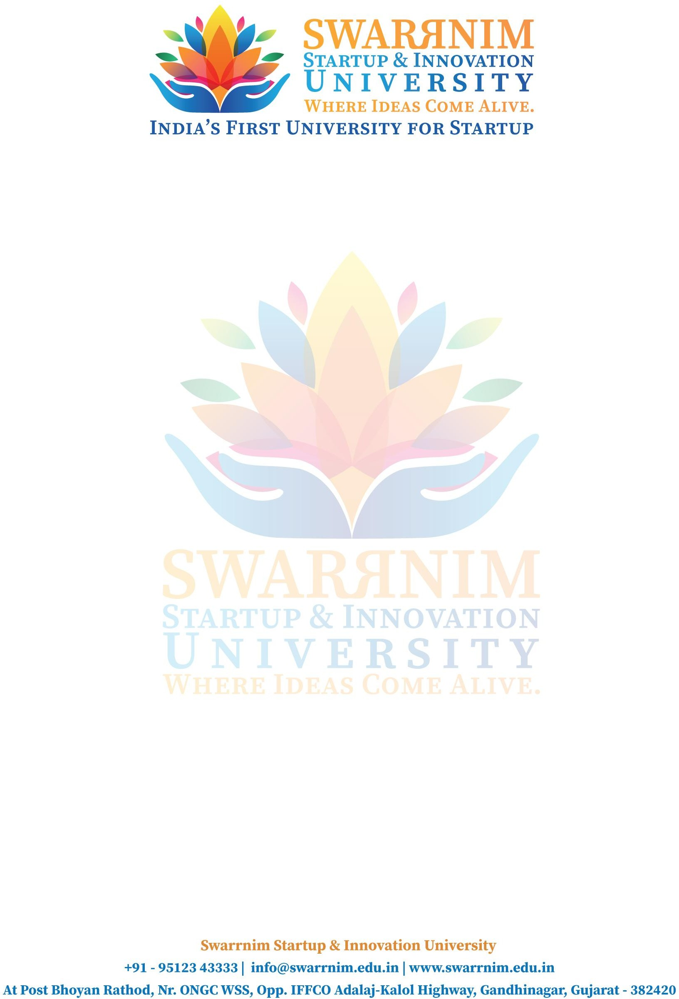 SWARRNIM
STARTUP & INNOVATION
UNIVERSITY
WHERE IDEAS COME ALIVE.
INDIA’S FIRST UNIVERSITY FOR STARTUP
SWARRNIM
STARTUP & INNOVATION
UNIVERSITY
WHERE IDEAS COME ALIVE.
Swarrnim Startup & Innovation University
+91 - 95123 43333 | info@swarrnim.edu.in | www.swarrnim.edu.in
At Post Bhoyan Rathod, Nr. ONGC WSS, Opp. IFFCO Adalaj-Kalol Highway, Gandhinagar, Gujarat - 382420